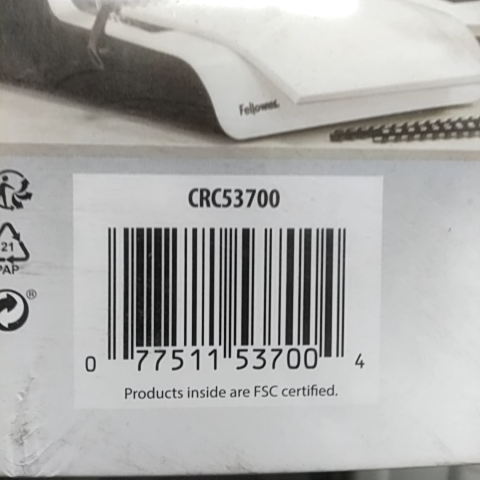 Fellowes
CRC53700
21
PAP
®
0 77511 53700 4
Products inside are FSC certified.